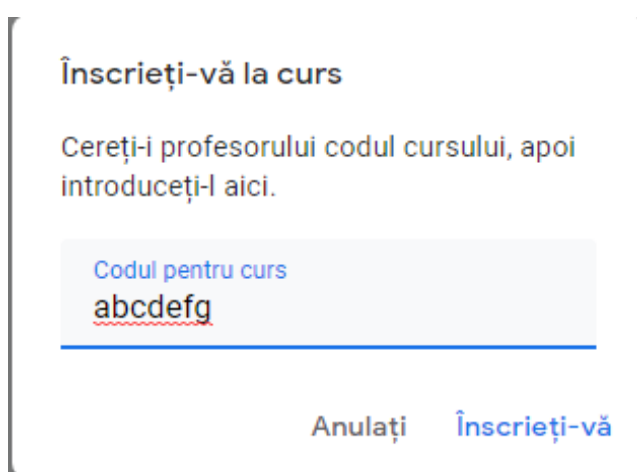 Înscrieți-vă la curs
Cereți-i profesorului codul cursului, apoi
introduceți-l aici.
Codul pentru curs
abcdefg
Anulați Înscrieți-vă